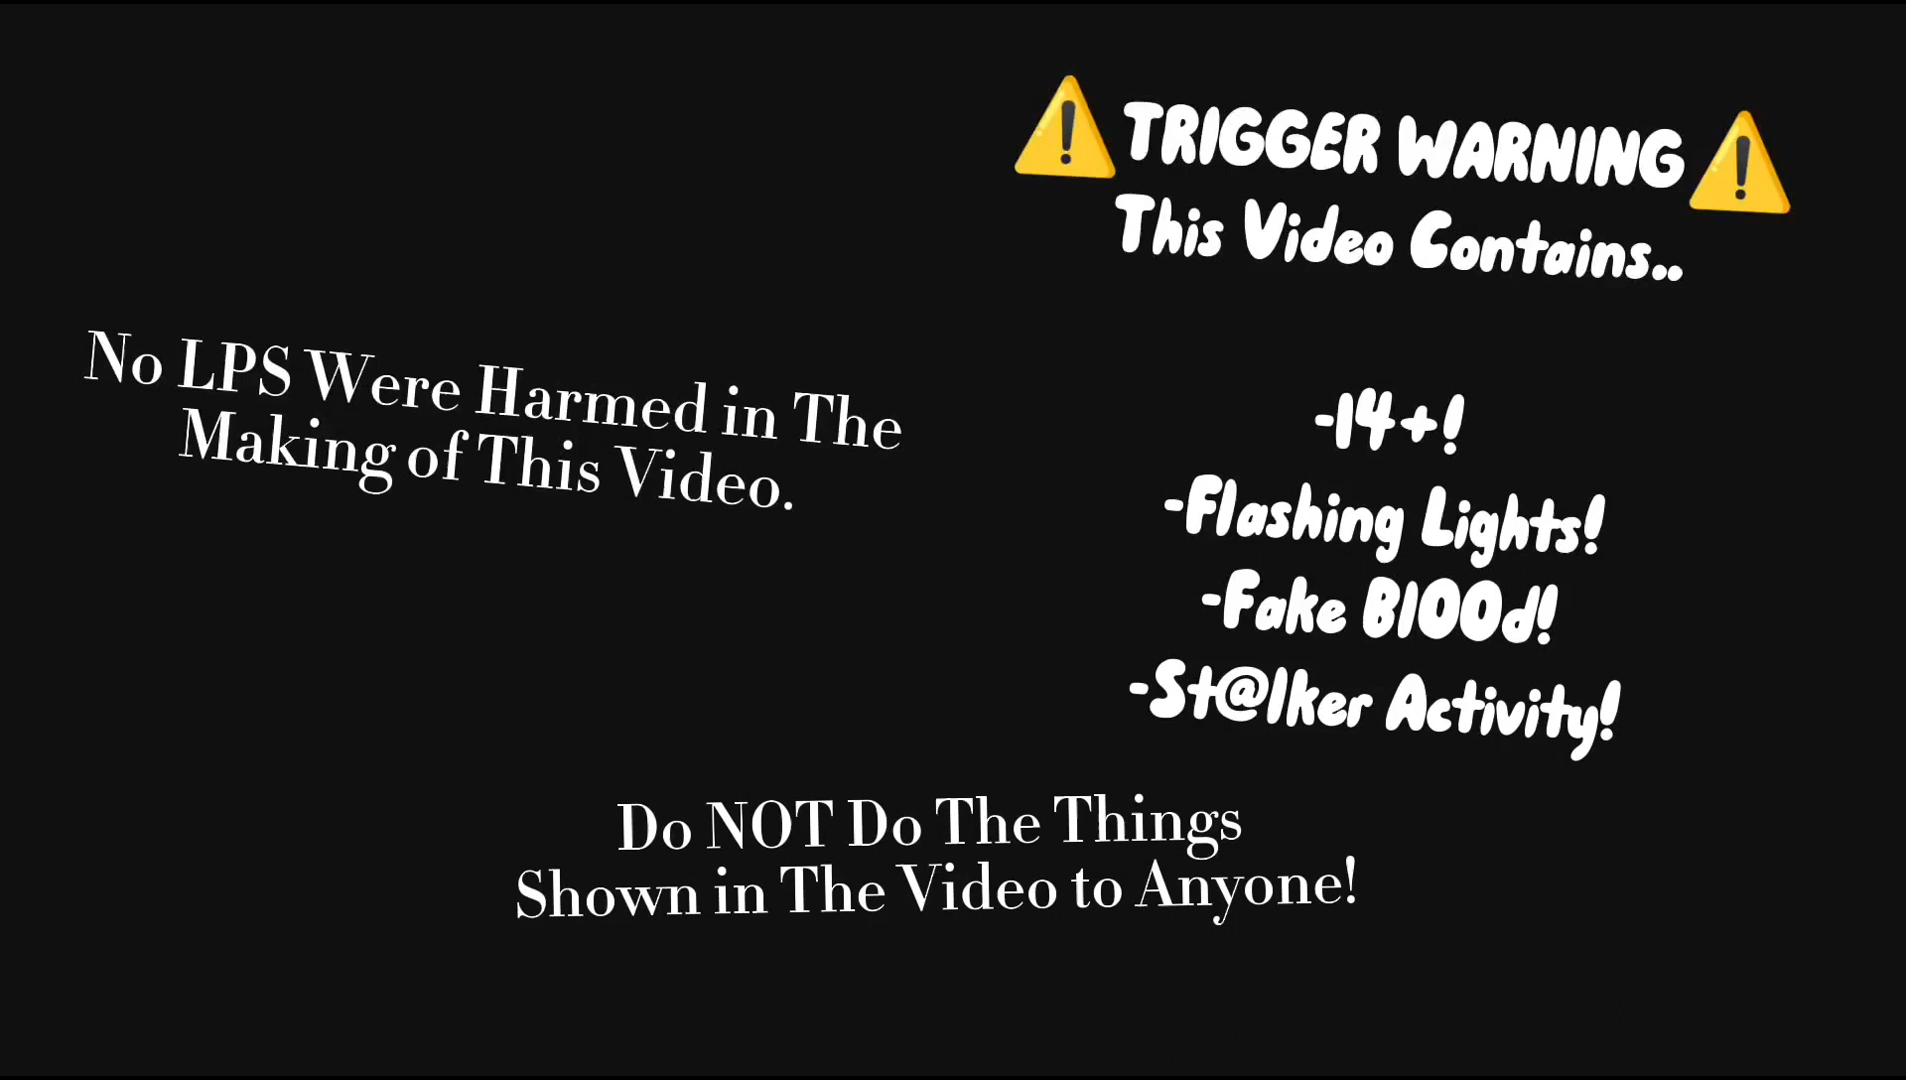 ⚠️TRIGGER WARNING⚠️
This Video Contains..
No LPS Were Harmed in The
Making of This Video.
-14+!
-Flashing Lights!
-Fake BlOOd!
-St@lker Activity!
Do NOT Do The Things
Shown in The Video to Anyone!